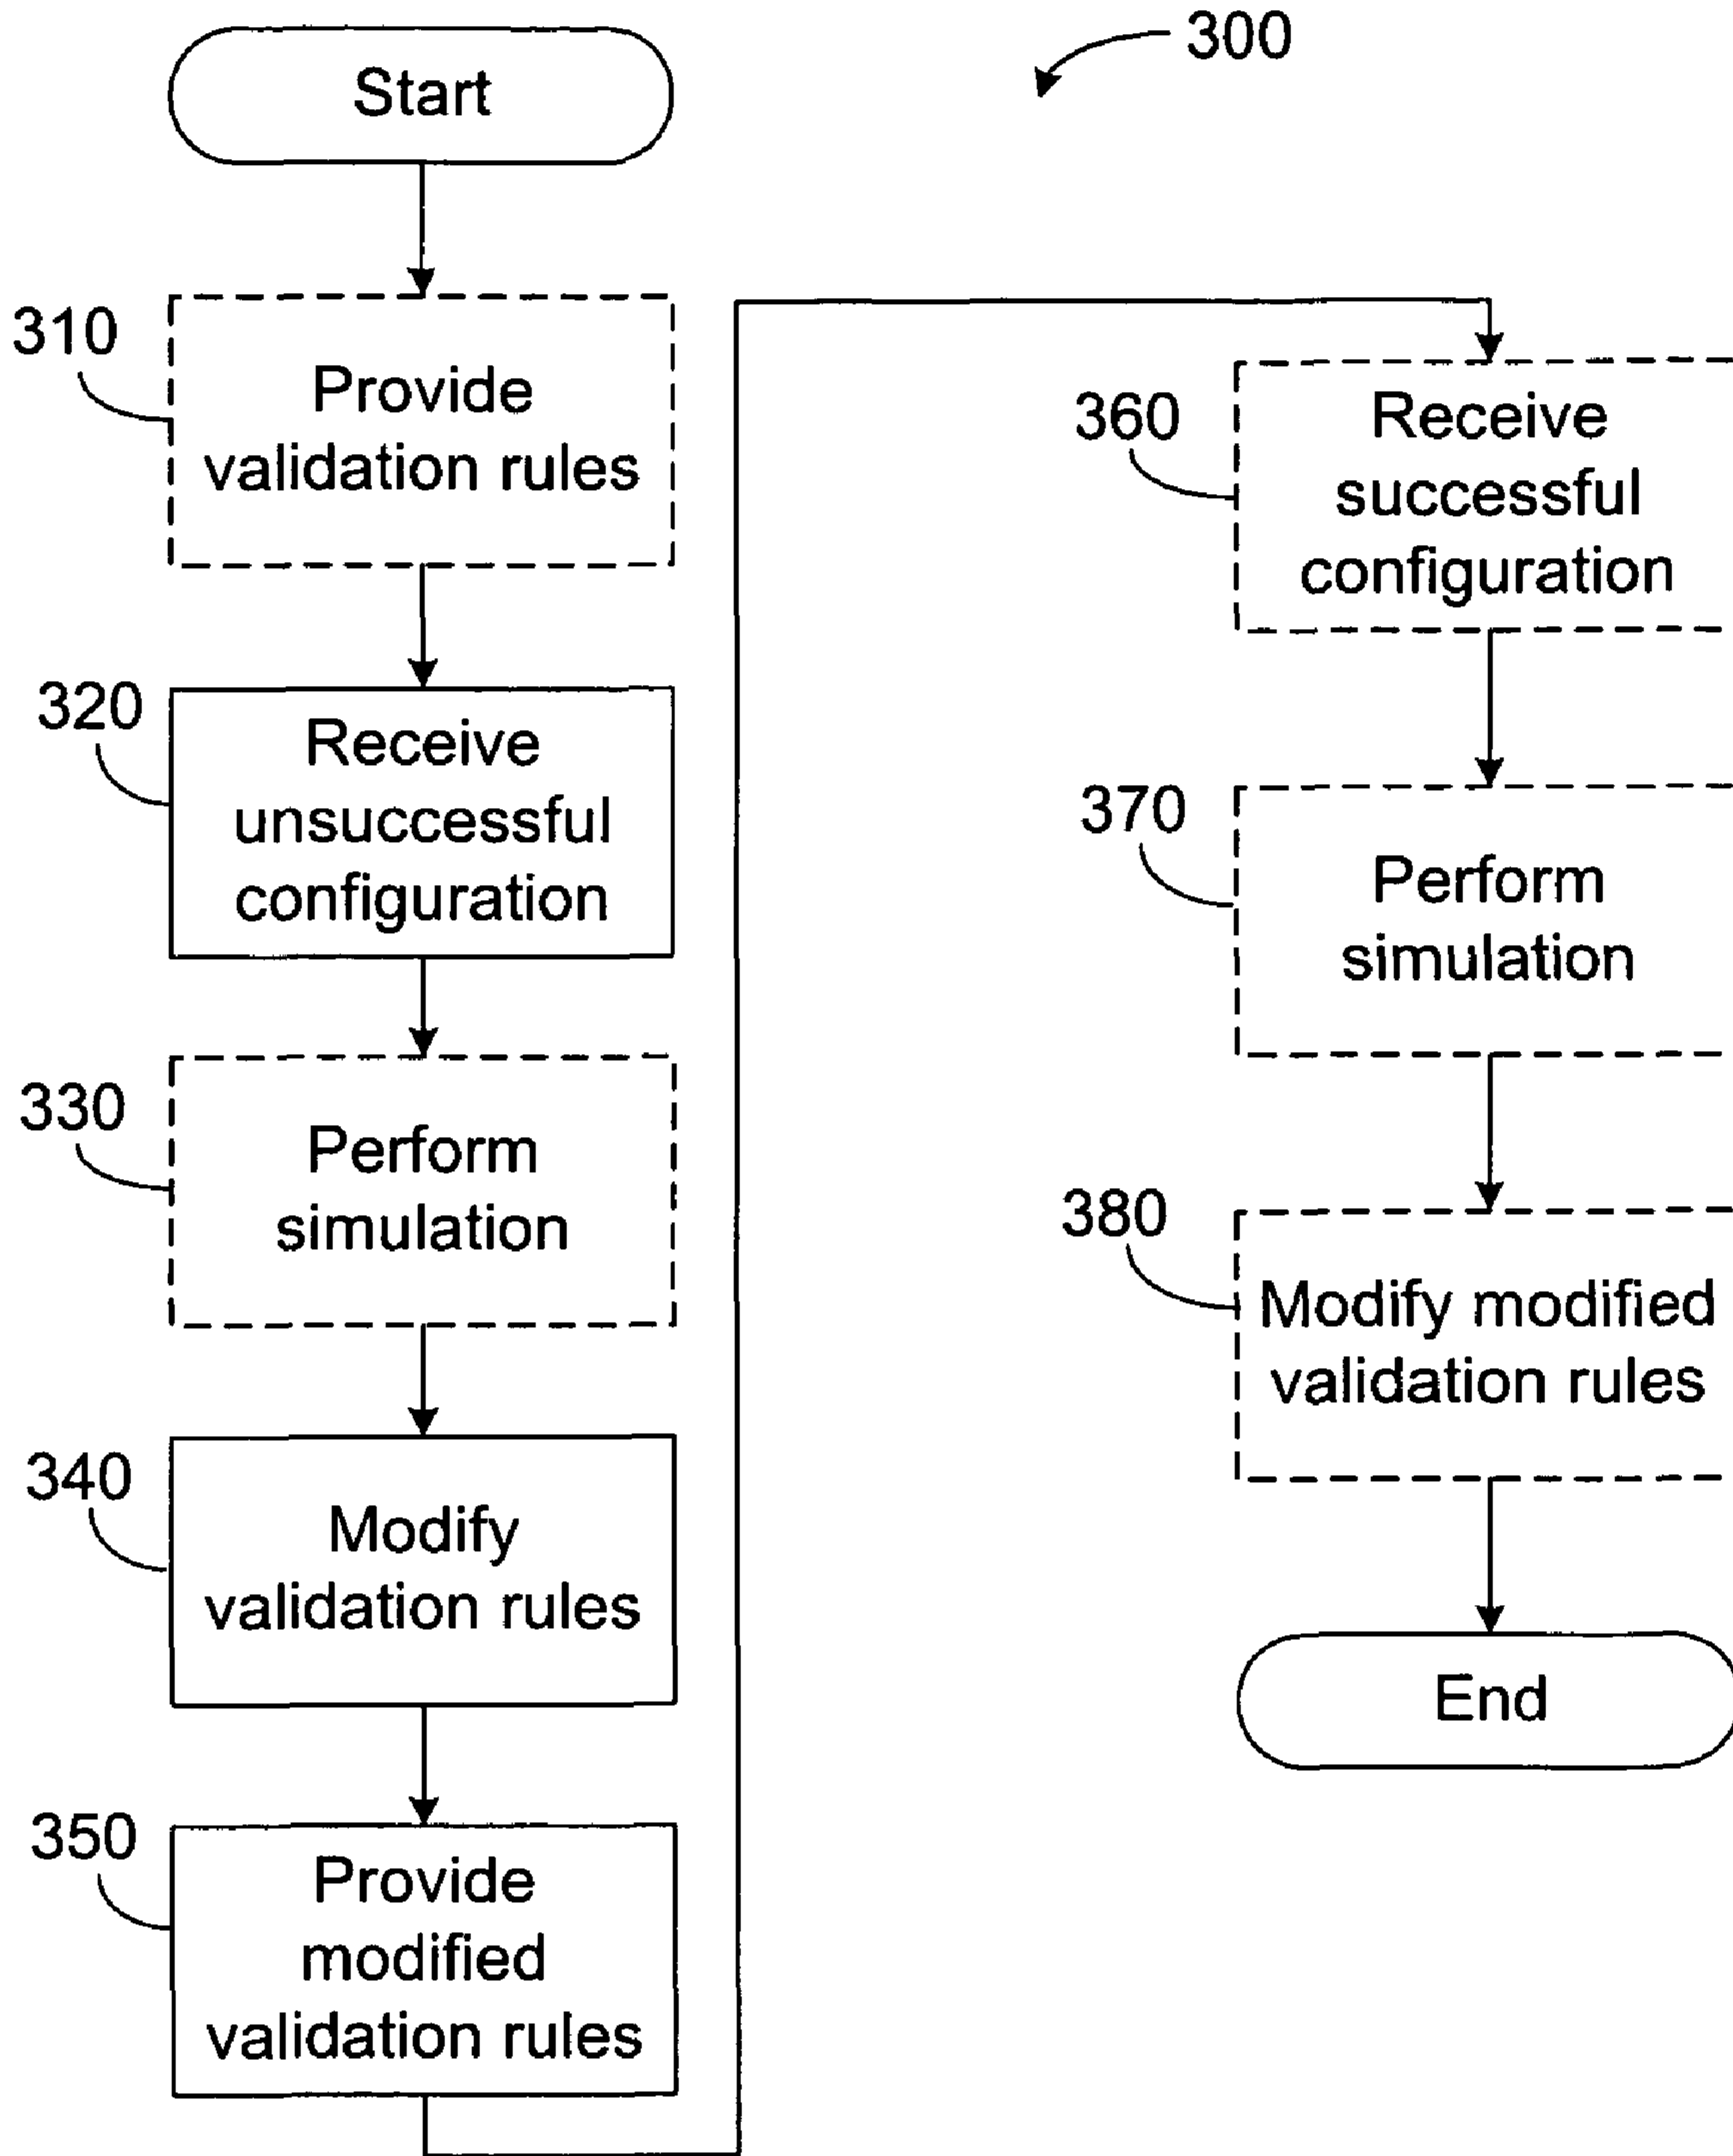 300
Start
310
Provide
validation rules
320
Receive
unsuccessful
configuration
330
Perform
simulation
340
Modify
validation rules
350
Provide
modified
validation rules
360
Receive
successful
configuration
370
Perform
simulation
380
Modify modified
validation rules
End